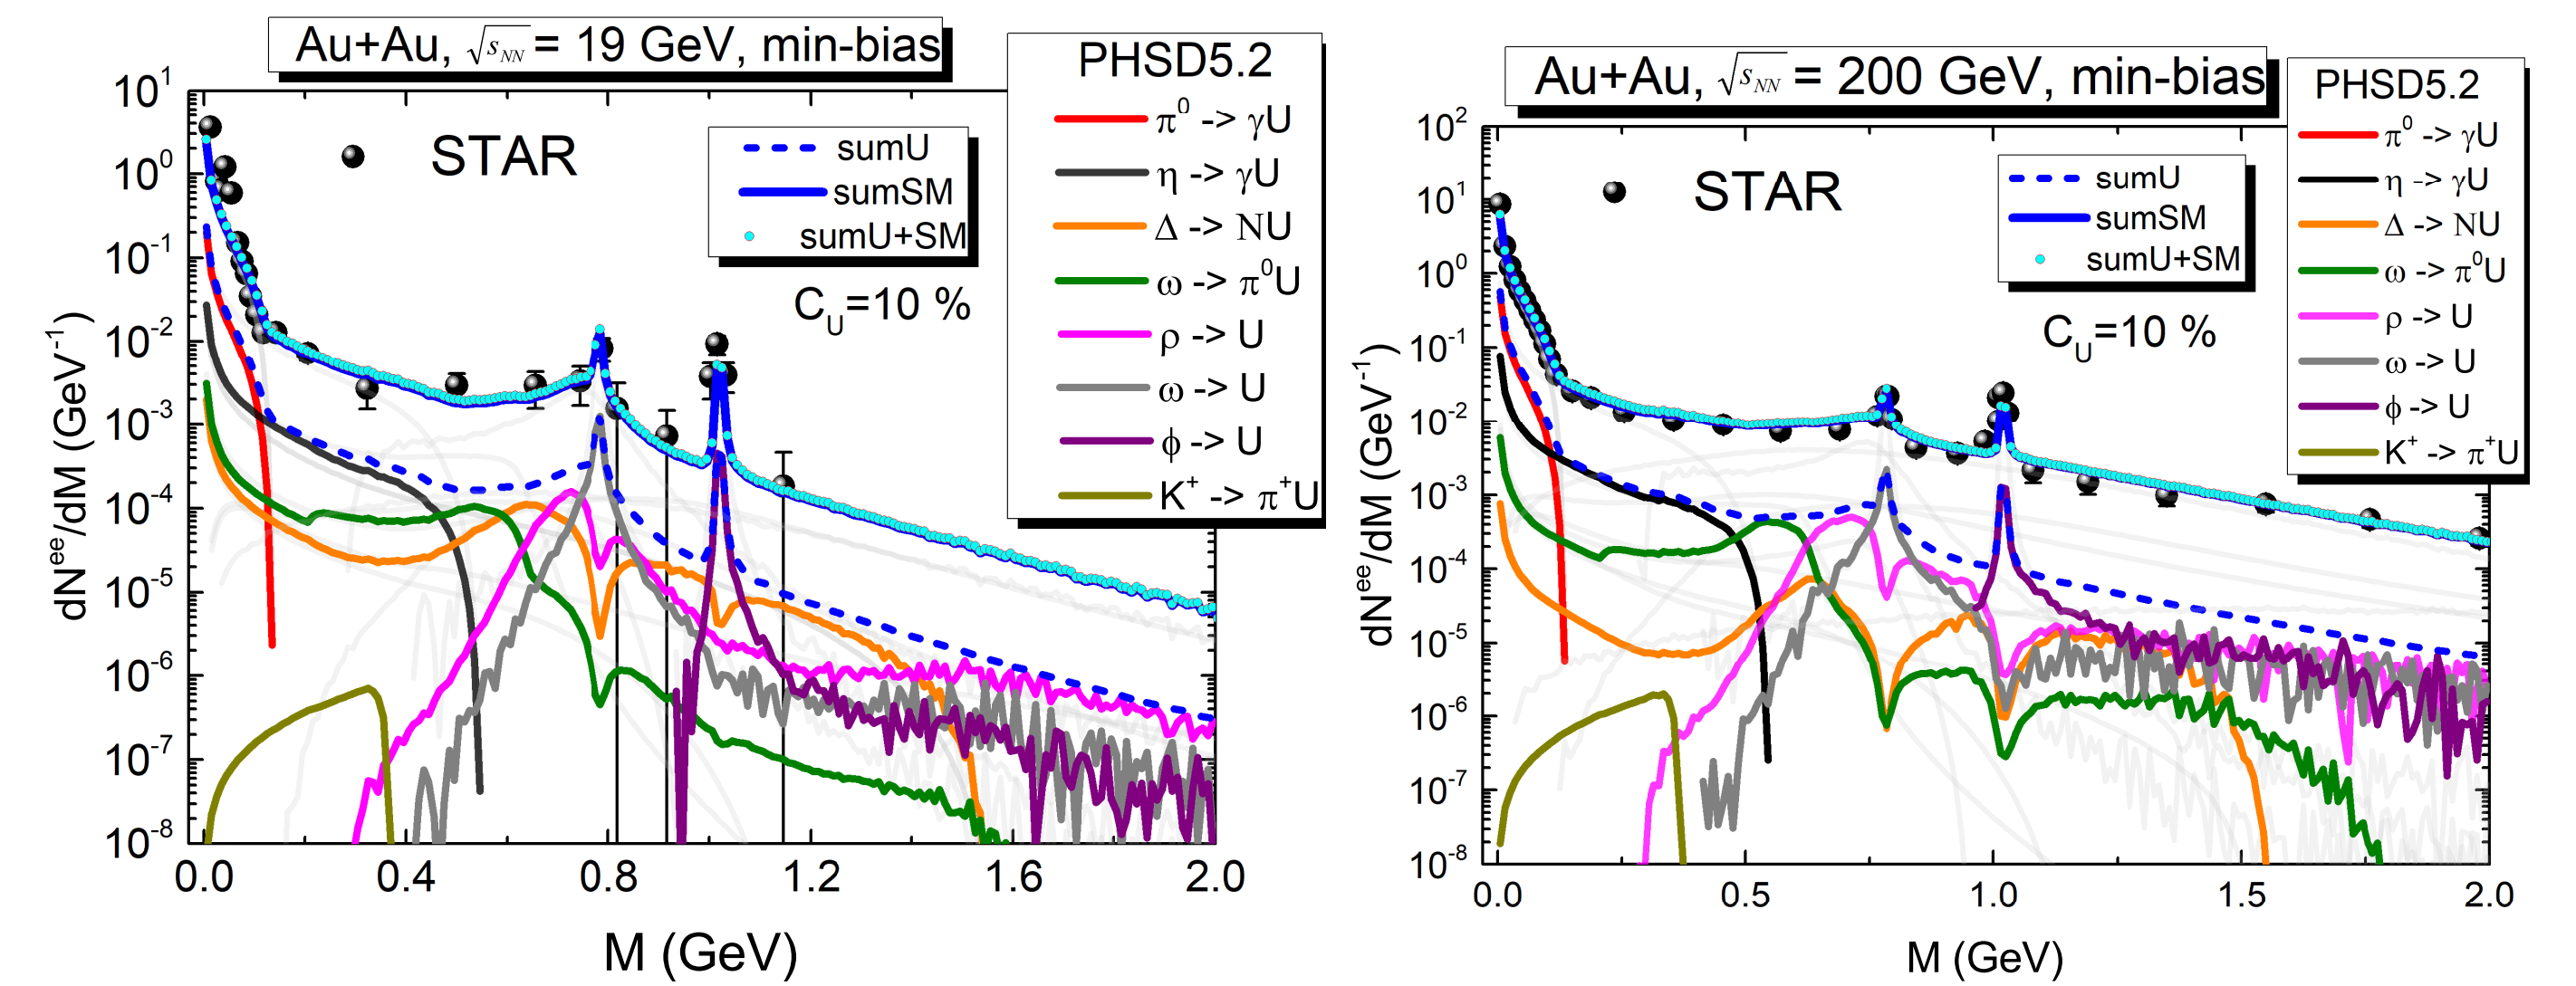 Au+Au, √sNN = 19 GeV, min-bias
PHSD5.2
π⁰ -> γU
η -> γU
Δ -> NU
ω -> π⁰U
ρ -> U
ω -> U
ϕ -> U
K⁺ -> π⁺U
STAR
sumU
sumSM
sumU+SM
C_U=10 %
dN^ee/dM (GeV⁻¹)
10¹
10⁰
10⁻¹
10⁻²
10⁻³
10⁻⁴
10⁻⁵
10⁻⁶
10⁻⁷
10⁻⁸
0.0 0.4 0.8 1.2 1.6 2.0
M (GeV)
Au+Au, √sNN = 200 GeV, min-bias
PHSD5.2
π⁰ -> γU
η -> γU
Δ -> NU
ω -> π⁰U
ρ -> U
ω -> U
ϕ -> U
K⁺ -> π⁺U
STAR
sumU
sumSM
sumU+SM
C_U=10 %
dN^ee/dM (GeV⁻¹)
10²
10¹
10⁰
10⁻¹
10⁻²
10⁻³
10⁻⁴
10⁻⁵
10⁻⁶
10⁻⁷
10⁻⁸
0.0 0.5 1.0 1.5 2.0
M (GeV)